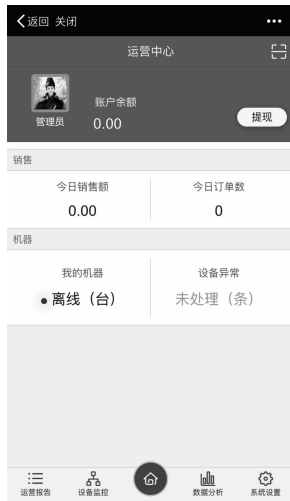 返回 关闭
运营中心
账户余额
管理员
0.00
提现
销售
今日销售额
今日订单数
0.00
0
机器
我的机器
设备异常
离线（台）
未处理（条）
运营报告
设备监控
数据分析
系统设置